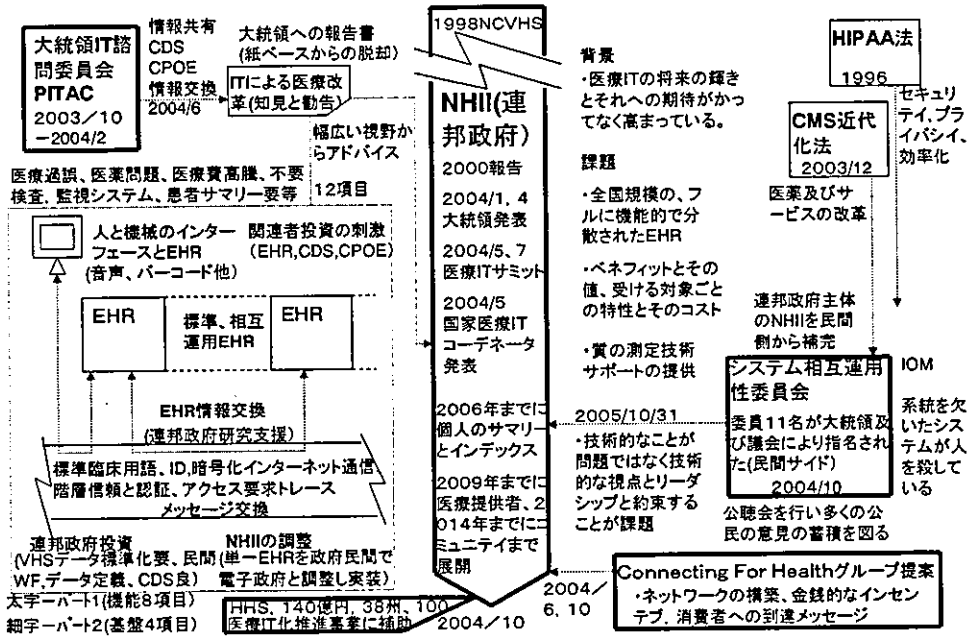 大統領IT諮
問委員会
PITAC
2003/10
－2004/2
情報共有
CDS
CPOE
情報交換
2004/6
大統領への報告書
(紙ベースからの脱却)
ITによる医療改
革(知見と勧告)
幅広い視野か
らアドバイス
12項目
医療過誤、医薬問題、医療費高騰、不要
検査、監視システム、患者サマリー要等
人と機械のインター
フェースとEHR
(音声、バーコード他)
関連者投資の刺激
(EHR,CDS,CPOE)
EHR
標準、相互
運用EHR
EHR
EHR情報交換
(連邦政府研究支援)
標準臨床用語、ID,暗号化インターネット通信
階層信頼と認証、アクセス要求トレース
メッセージ交換
連邦政府投資
(VHSデータ標準化要、民間
WF,データ定義、CDS良)
NHIIの調整
(単一EHRを政府民間で
電子政府と調整し実装)
太字ーパート1(機能8項目)
細字ーパート2(基盤4項目)
HHS, 140億円, 38州, 100
医療IT化推進事業に補助
2004/10
1998NCVHS
NHII(連
邦政府)
2000報告
2004/1, 4
大統領発表
2004/5、7
医療ITサミット
2004/5
国家医療IT
コーデネータ
発表
2006年までに
個人のサマリー
とインデックス
2009年までに
医療提供者、2
014年までにコ
ミュニテイまで
展開
背景
・医療ITの将来の輝き
とそれへの期待がかっ
てなく高まっている。
課題
・全国規模の、フ
ルに機能的で分
散されたEHR
・ベネフィットとその
値、受ける対象ごと
の特性とそのコスト
・質の測定技術
サポートの提供
2005/10/31
・技術的なことが
問題ではなく技術
的な視点とリーダ
シップと約束する
ことが課題
HIPAA法
1996
セキュリ
テイ,プラ
イバシイ,
効率化
CMS近代
化法
2003/12
医薬及びサ
ービスの改革
連邦政府主体
のNHIIを民間
側から補充
システム相互運用
性委員会
委員11名が大統領及
び議会により指名され
た(民間サイド)
2004/10
IOM
系統を欠
いたシス
テムが人
を殺して
いる
公聴会を行い多くの公
民の意見の蓄積を図る
2004/
6, 10
Connecting For Healthグループ提案
・ネットワークの構築、金銭的なインセン
テブ、消費者への到達メッセージ